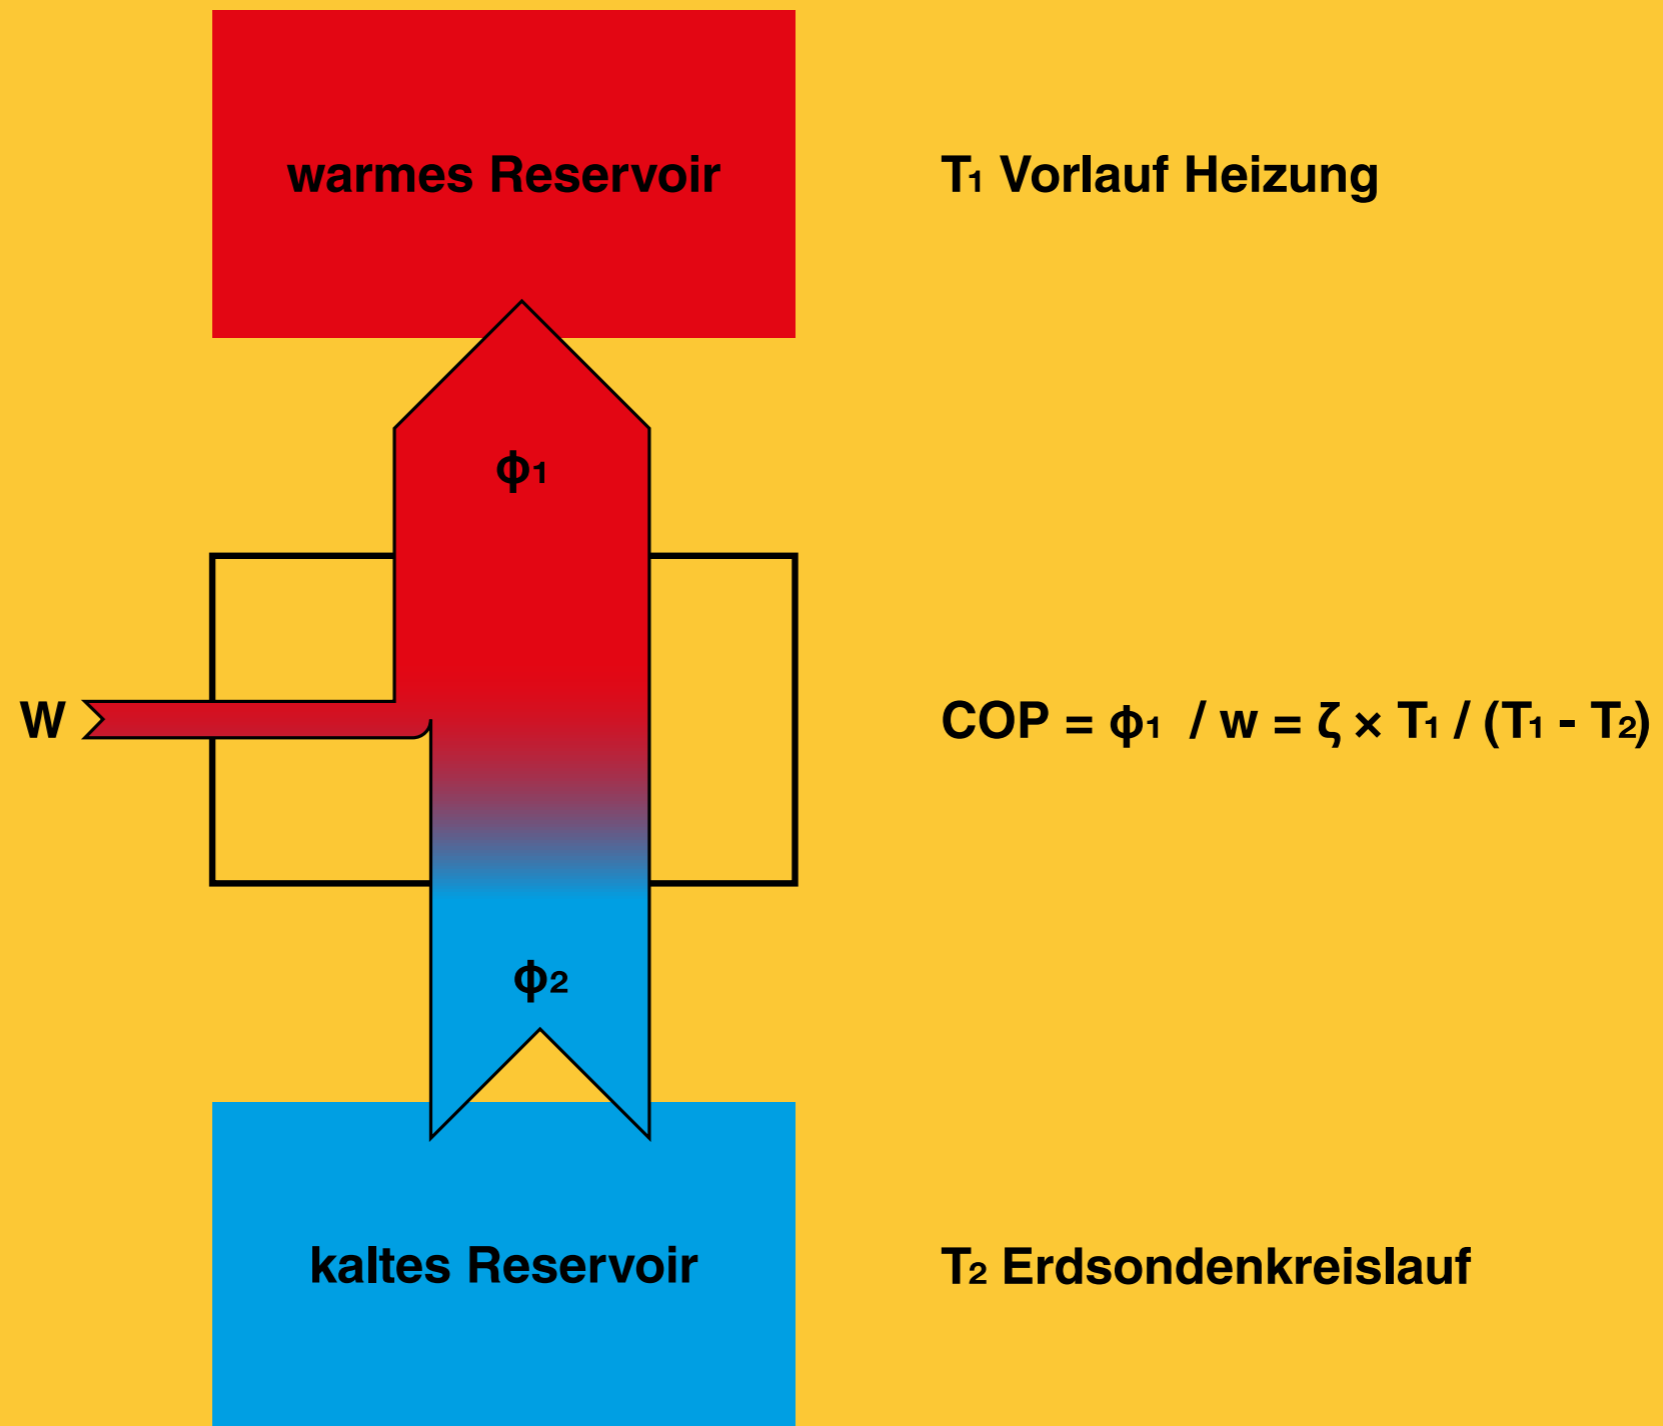 warmes Reservoir
T₁ Vorlauf Heizung
ϕ₁
W
COP = ϕ₁ / w = ζ × T₁ / (T₁ - T₂)
ϕ₂
kaltes Reservoir
T₂ Erdsondenkreislauf